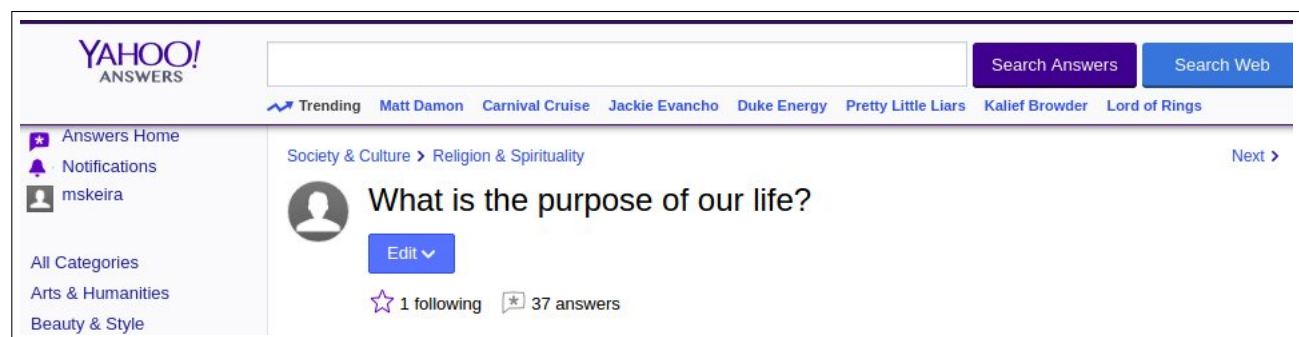 YAHOO!
ANSWERS
Search Answers
Search Web
Trending Matt Damon Carnival Cruise Jackie Evancho Duke Energy Pretty Little Liars Kalief Browder Lord of Rings
Answers Home
Notifications
mskeira
All Categories
Arts & Humanities
Beauty & Style
Society & Culture > Religion & Spirituality
Next >
What is the purpose of our life?
Edit
1 following 37 answers